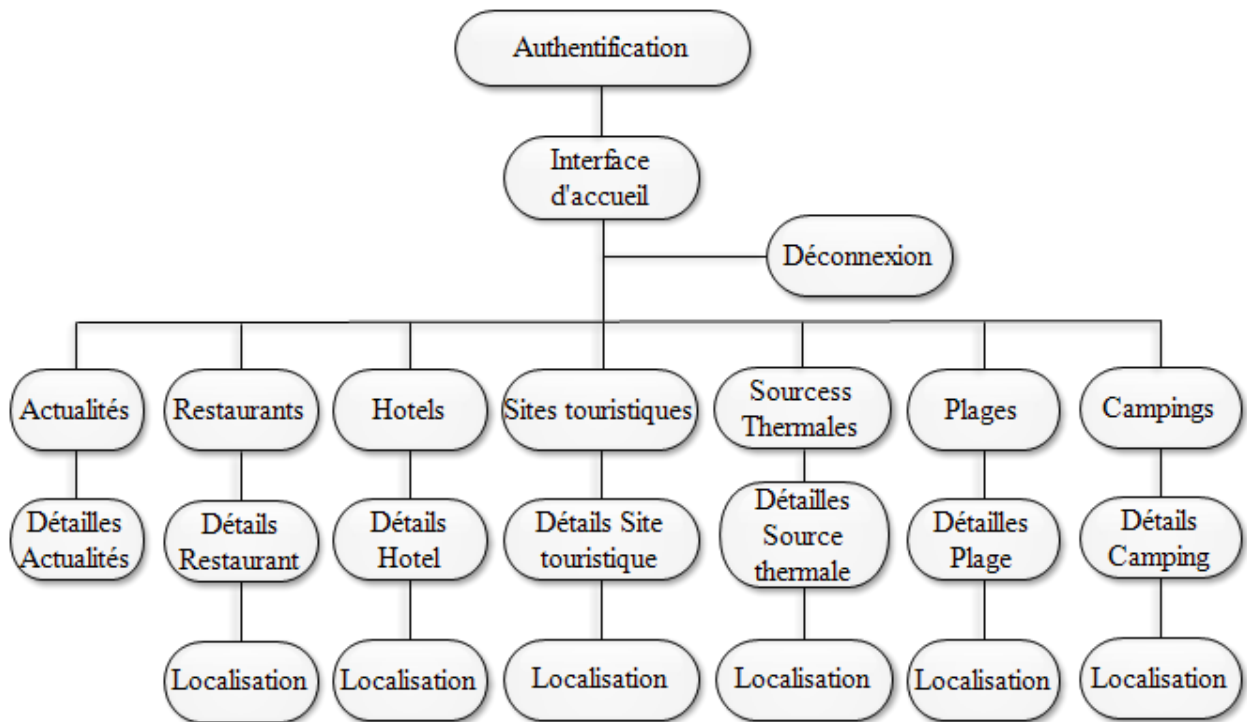 Authentification
Interface
d'accueil
Déconnexion
Actualités
Restaurants
Hotels
Sites touristiques
Sourcess
Thermales
Plages
Campings
Détailles
Actualités
Détails
Restaurant
Détails
Hotel
Détails Site
touristique
Détailles
Source
thermale
Détailles
Plage
Détails
Camping
Localisation
Localisation
Localisation
Localisation
Localisation
Localisation